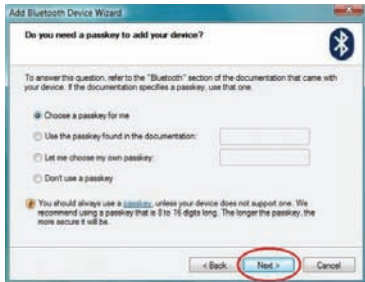 Add Bluetooth Device Wizard
Do you need a passkey to add your device?
To answer this question, refer to the "Bluetooth" section of the documentation that came with
your device. If the documentation specifies a passkey, use that one.
Choose a passkey for me
Use the passkey found in the documentation:
Let me choose my own passkey:
Don't use a passkey
You should always use a passkey, unless your device does not support one. We
recommend using a passkey that is 8 to 16 digits long. The longer the passkey, the
more secure it will be.
< Back Next > Cancel